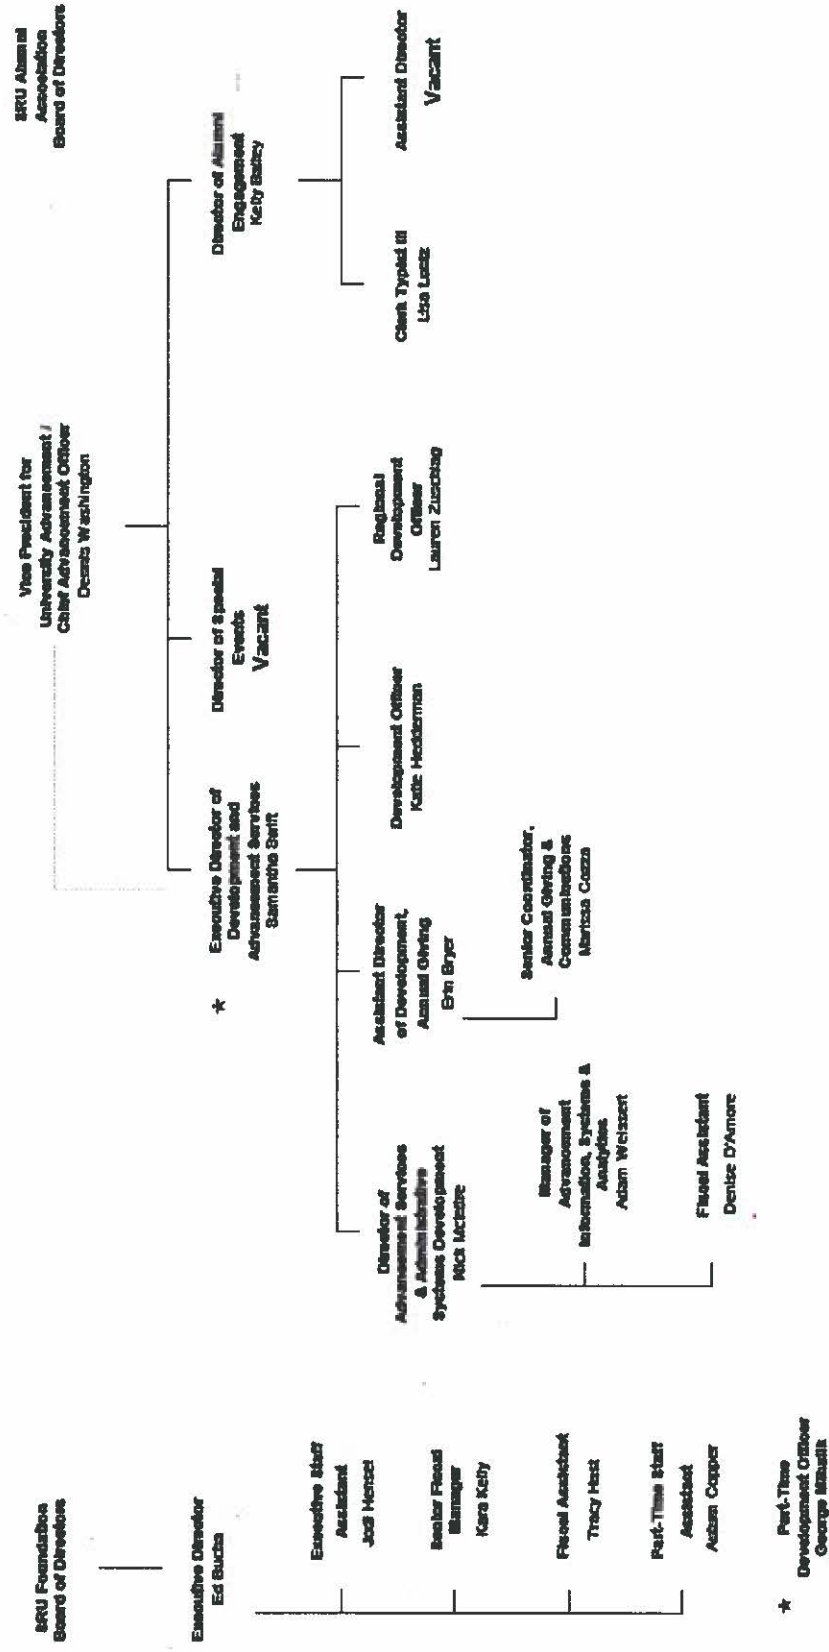 SRU Foundation
Board of Directors
Executive Director
Ed Bucha
Executive Staff
Assistant
Jodi Hensel
Senior Fiscal
Manager
Kara Kelly
Fiscal Assistant
Tracy Host
Part-Time Staff
Assistant
Adam Copper
★
Part-Time
Development Officer
George
Vice President for
University Advancement /
Chief Advancement Officer
Dennis Washington
★
Executive Director of
Development and
Advancement Services
Samantha Swift
Director of Special
Events
Vacant
Director of Alumni
Engagement
Kelly Bailey
Director of
Advancement Services
& Administrative
Systems Development
Nick McIntire
Assistant Director
of Development,
Annual Giving
Erin Bryer
Development Officer
Katie Hedderman
Regional
Development
Officer
Lauren Zuschlag
Clerk Typist III
Lisa
Assistant Director
Vacant
Manager of
Advancement
Information, Systems &
Analytics
Adam Weissert
Fiscal Assistant
Denise D'Amore
Senior Coordinator,
Annual Giving &
Communications
Marissa Cozza
SRU Alumni
Association
Board of Directors